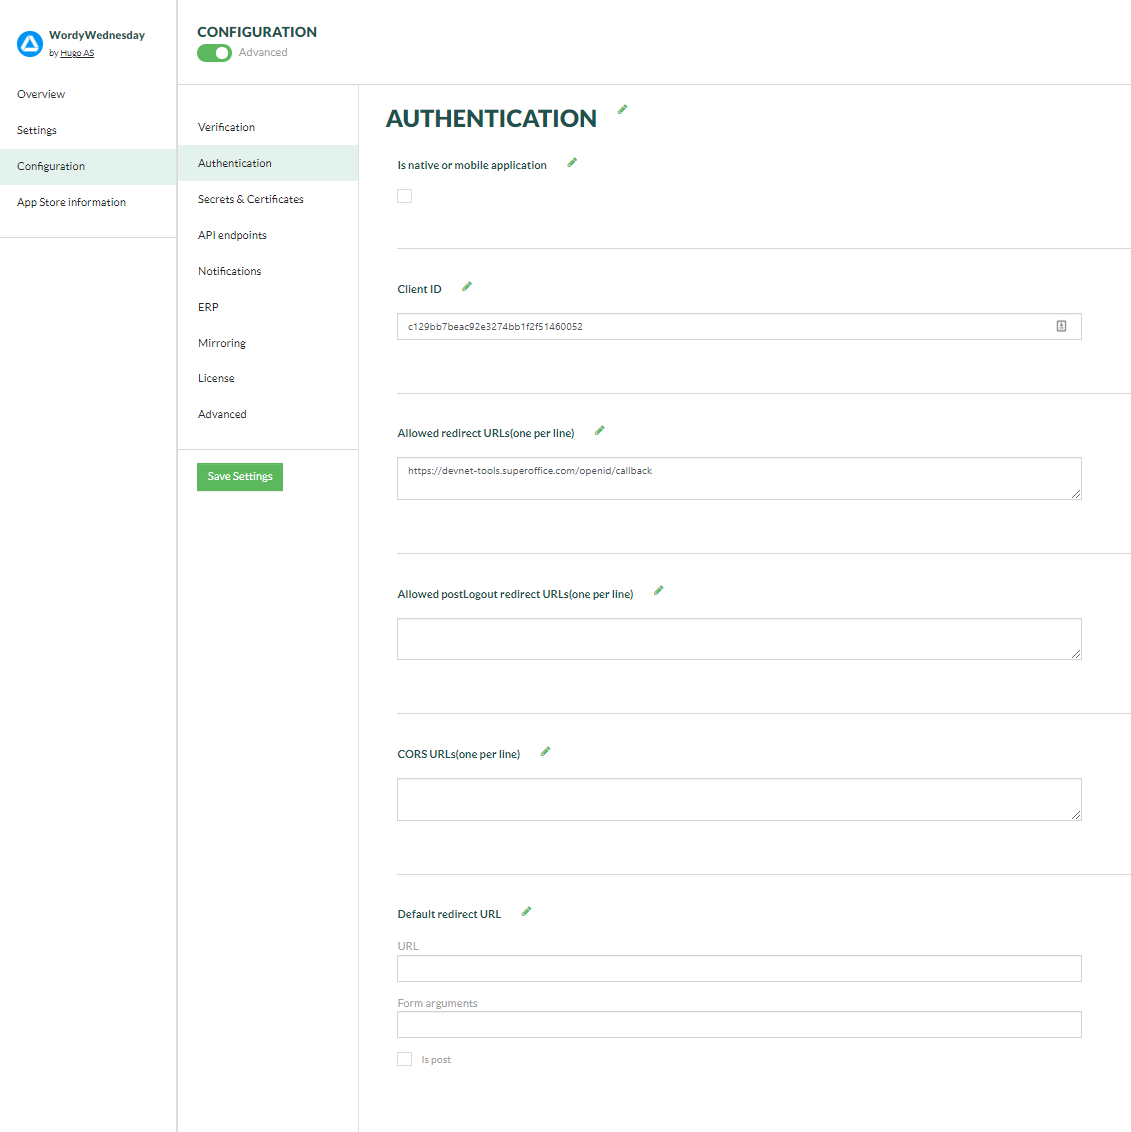 WordyWednesday
by Hugo AS
Overview
Settings
Configuration
App Store information
CONFIGURATION
Advanced
Verification
Authentication
Secrets & Certificates
API endpoints
Notifications
ERP
Mirroring
License
Advanced
Save Settings
AUTHENTICATION
Is native or mobile application
Client ID
c129bb7beac92e3274bb1f2f51460052
Allowed redirect URLs(one per line)
https://devnet-tools.superoffice.com/openid/callback
Allowed postLogout redirect URLs(one per line)
CORS URLs(one per line)
Default redirect URL
URL
Form arguments
Is post